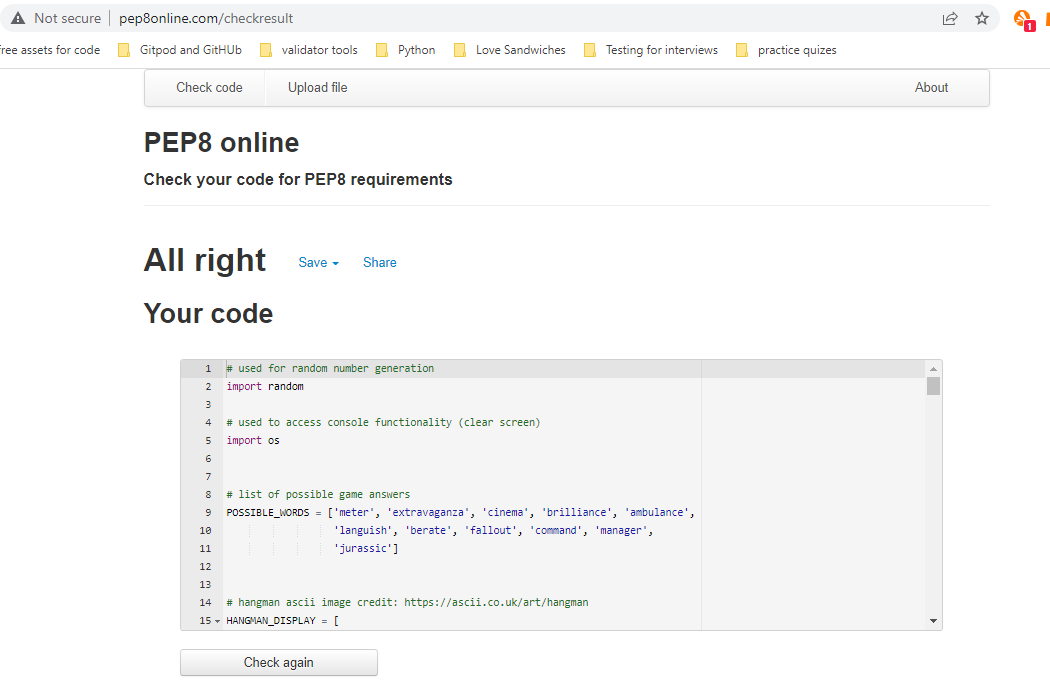 Not secure pep8online.com/checkresult
1
ree assets for code Gitpod and GitHUb validator tools Python Love Sandwiches Testing for interviews practice quizes
Check code Upload file About
PEP8 online
Check your code for PEP8 requirements
All right Save Share
Your code
1 # used for random number generation
2 import random
3
4 # used to access console functionality (clear screen)
5 import os
6
7
8 # list of possible game answers
9 POSSIBLE_WORDS = ['meter', 'extravaganza', 'cinema', 'brilliance', 'ambulance',
10 'languish', 'berate', 'fallout', 'command', 'manager',
11 'jurassic']
12
13
14 # hangman ascii image credit: https://ascii.co.uk/art/hangman
15 HANGMAN_DISPLAY = [
Check again